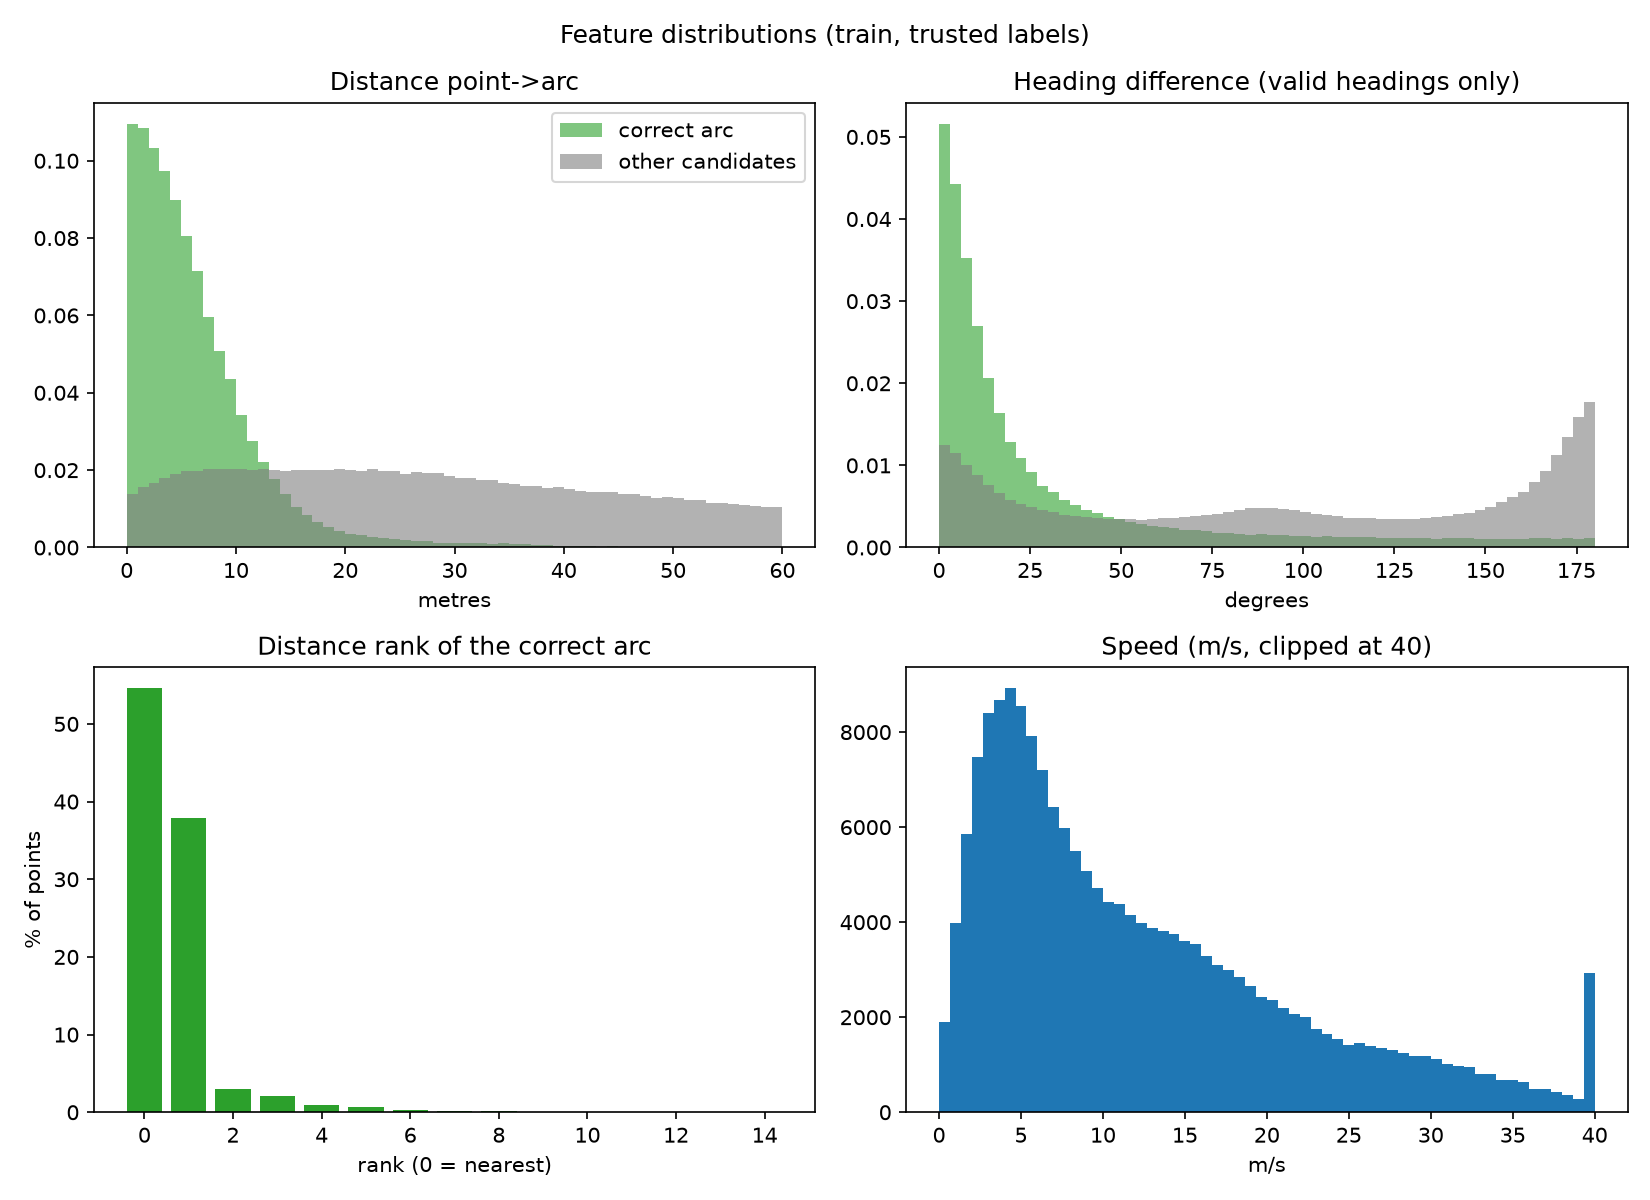 Feature distributions (train, trusted labels)
Distance point->arc
correct arc
other candidates
0.10
0.08
0.06
0.04
0.02
0.00
0 10 20 30 40 50 60
metres
Heading difference (valid headings only)
0.05
0.04
0.03
0.02
0.01
0.00
0 25 50 75 100 125 150 175
degrees
Distance rank of the correct arc
% of points
50
40
30
20
10
0
0 2 4 6 8 10 12 14
rank (0 = nearest)
Speed (m/s, clipped at 40)
8000
6000
4000
2000
0
0 5 10 15 20 25 30 35 40
m/s